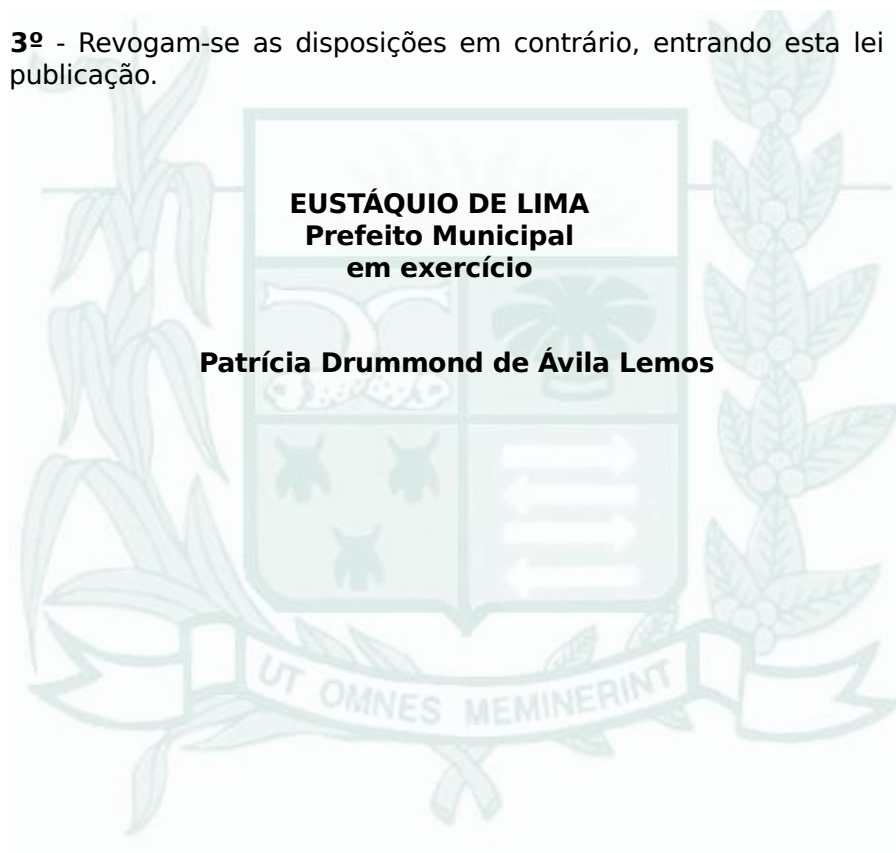 3º - Revogam-se as disposições em contrário, entrando esta lei
publicação.
EUSTÁQUIO DE LIMA
Prefeito Municipal
em exercício
Patrícia Drummond de Ávila Lemos
UT OMNES MEMINERINT